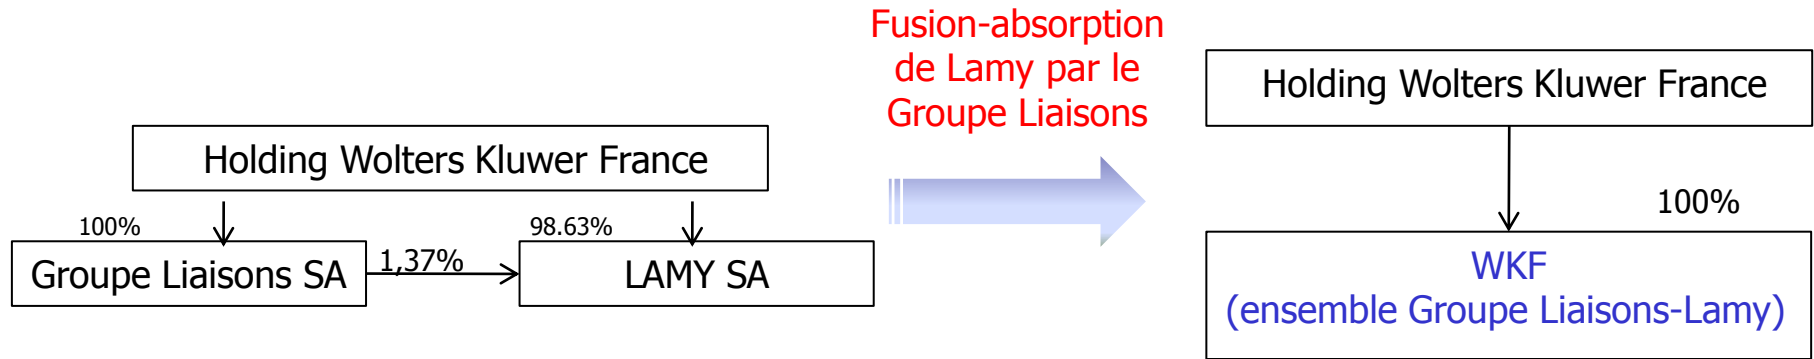 Holding Wolters Kluwer France
100%
98.63%
Groupe Liaisons SA
1,37%
LAMY SA
Fusion-absorption
de Lamy par le
Groupe Liaisons
Holding Wolters Kluwer France
100%
WKF
(ensemble Groupe Liaisons-Lamy)